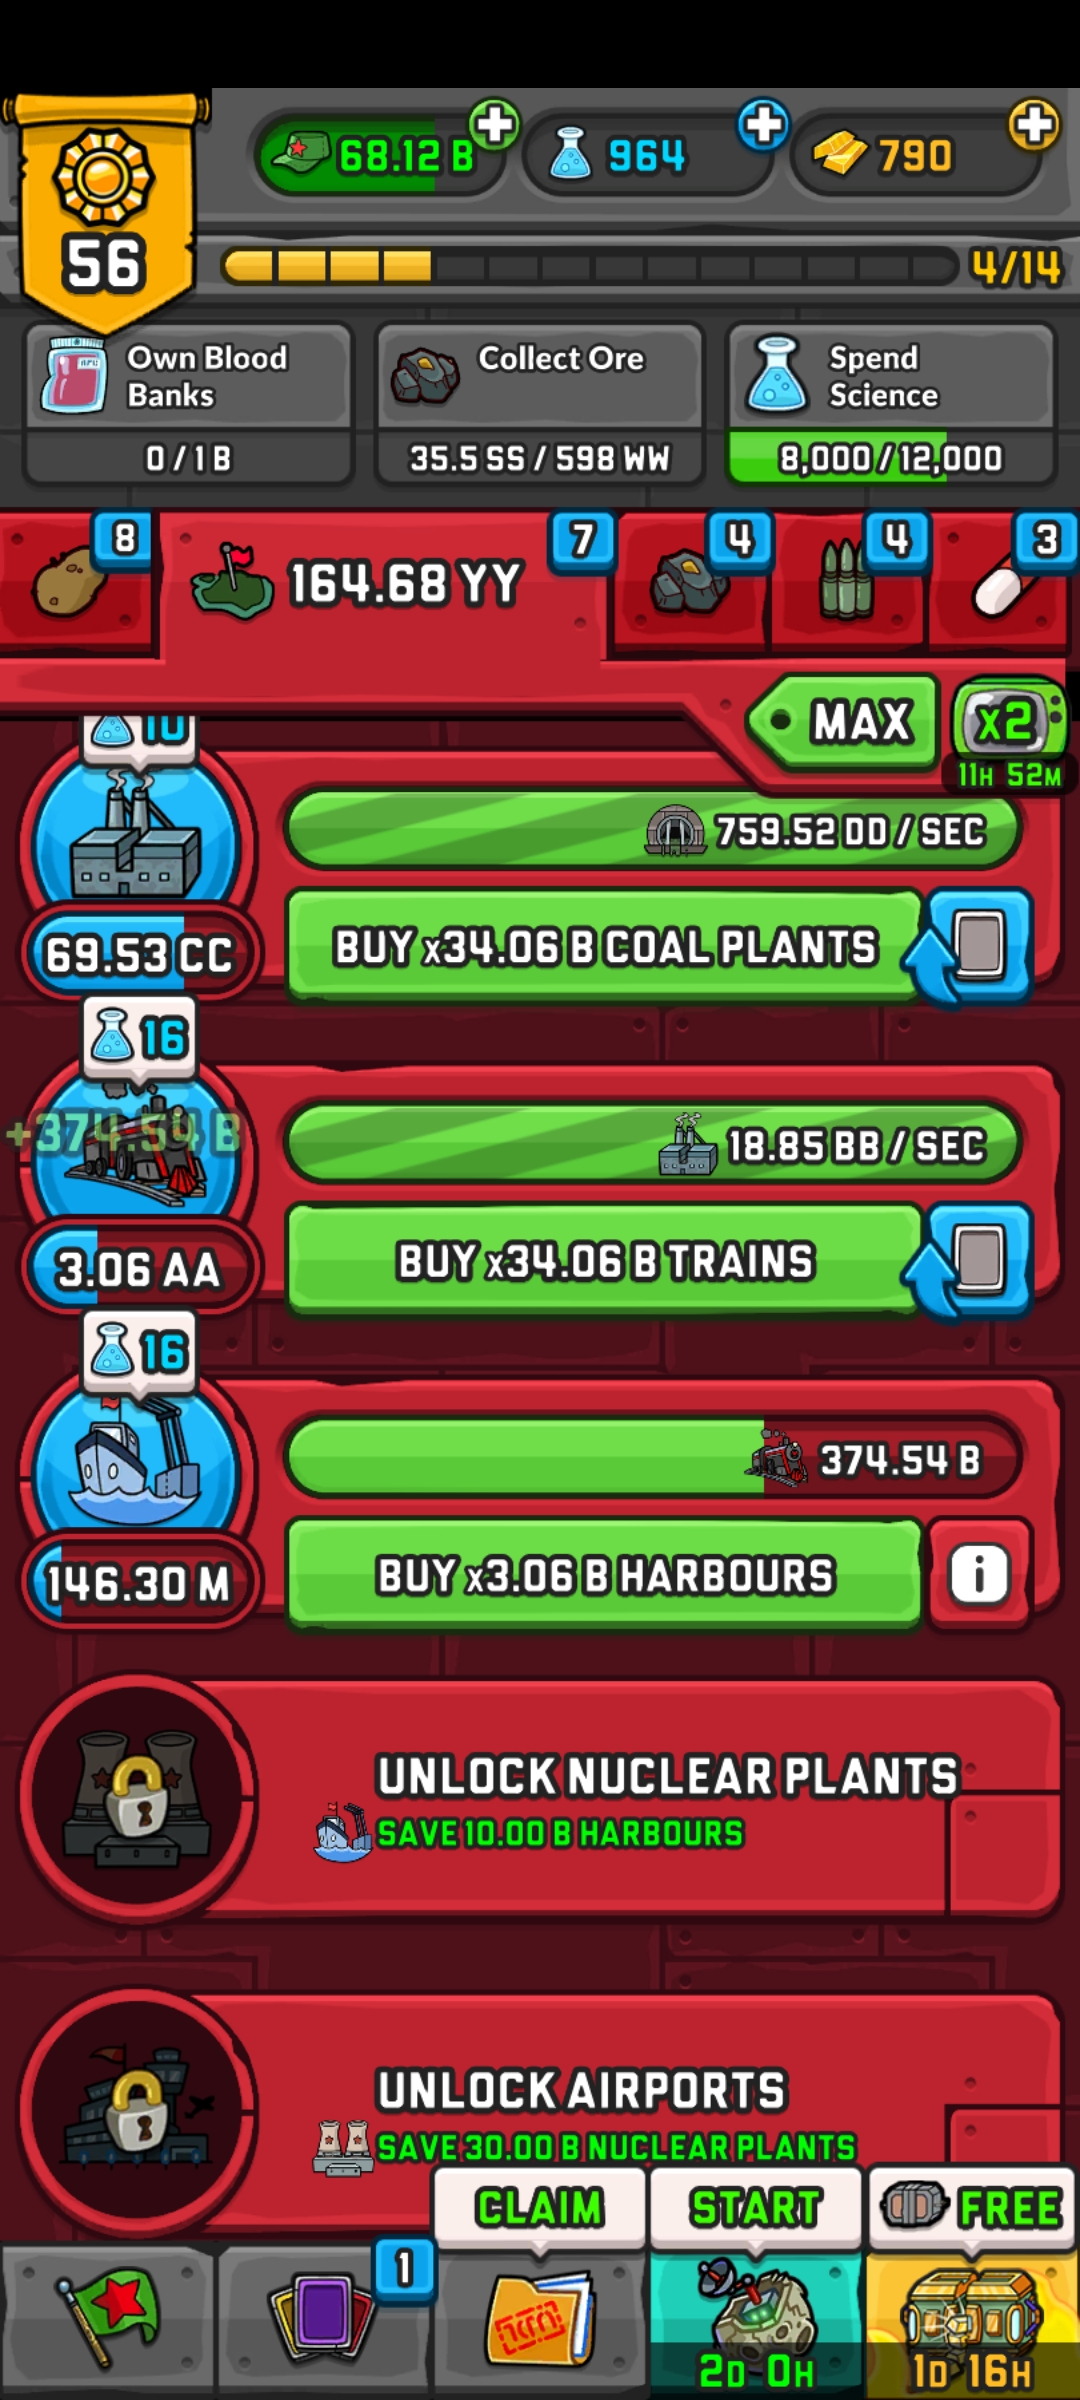 68.12 B
964
790
56
4/14
Own Blood Banks
Collect Ore
Spend Science
0 / 1 B
35.5 SS / 598 WW
8,000 / 12,000
8
164.68 YY
7
4
4
3
MAX
x2
11H 52M
10
759.52 DD / SEC
69.53 CC
BUY x34.06 B COAL PLANTS
16
+374.54 B
18.85 BB / SEC
3.06 AA
BUY x34.06 B TRAINS
16
374.54 B
146.30 M
BUY x3.06 B HARBOURS
i
UNLOCK NUCLEAR PLANTS
SAVE 10.00 B HARBOURS
UNLOCK AIRPORTS
SAVE 30.00 B NUCLEAR PLANTS
CLAIM
START
FREE
1
2D 0H
1D 16H